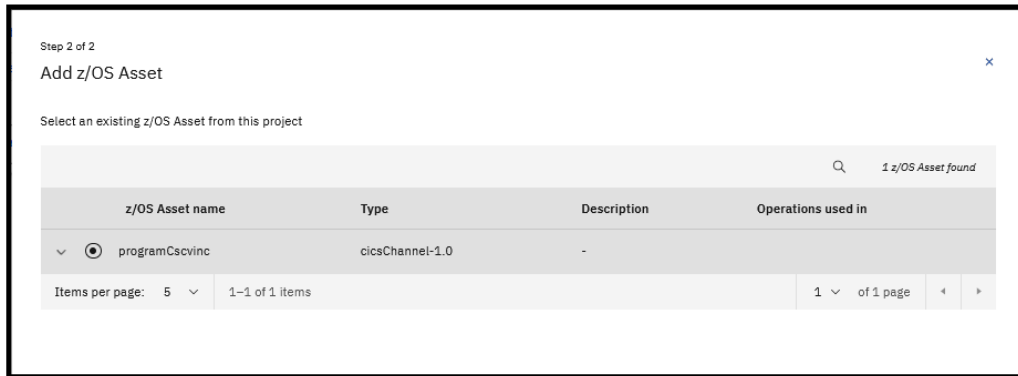 Step 2 of 2
Add z/OS Asset
Select an existing z/OS Asset from this project
1 z/OS Asset found
z/OS Asset name Type Description Operations used in
programCscvinc cicsChannel-1.0 -
Items per page: 5 1–1 of 1 items 1 of 1 page